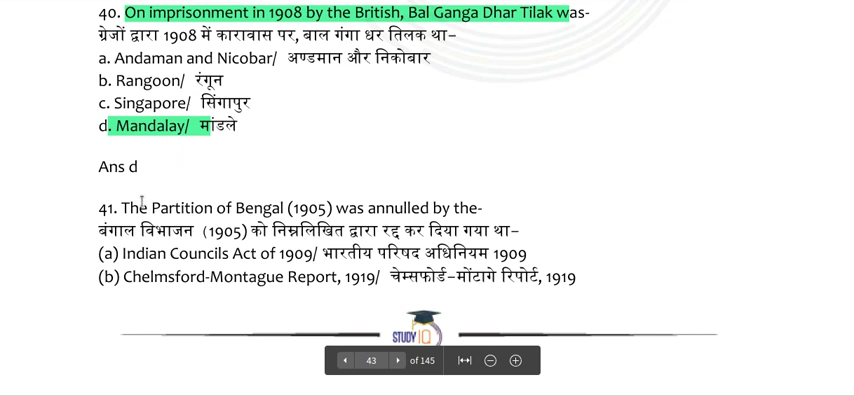 40. On imprisonment in 1908 by the British, Bal Ganga Dhar Tilak was-
ग्रेजों द्वारा 1908 में कारावास पर, बाल गंगा धर तिलक था–
a. Andaman and Nicobar/ अण्डमान और निकोबार
b. Rangoon/ रंगून
c. Singapore/ सिंगापुर
d. Mandalay/ मांडले
Ans d
41. The Partition of Bengal (1905) was annulled by the-
बंगाल विभाजन (1905) को निम्नलिखित द्वारा रद्द कर दिया गया था–
(a) Indian Councils Act of 1909/ भारतीय परिषद अधिनियम 1909
(b) Chelmsford-Montague Report, 1919/ चेम्सफोर्ड–मोंटागे रिपोर्ट, 1919
STUDY IQ
43 of 145